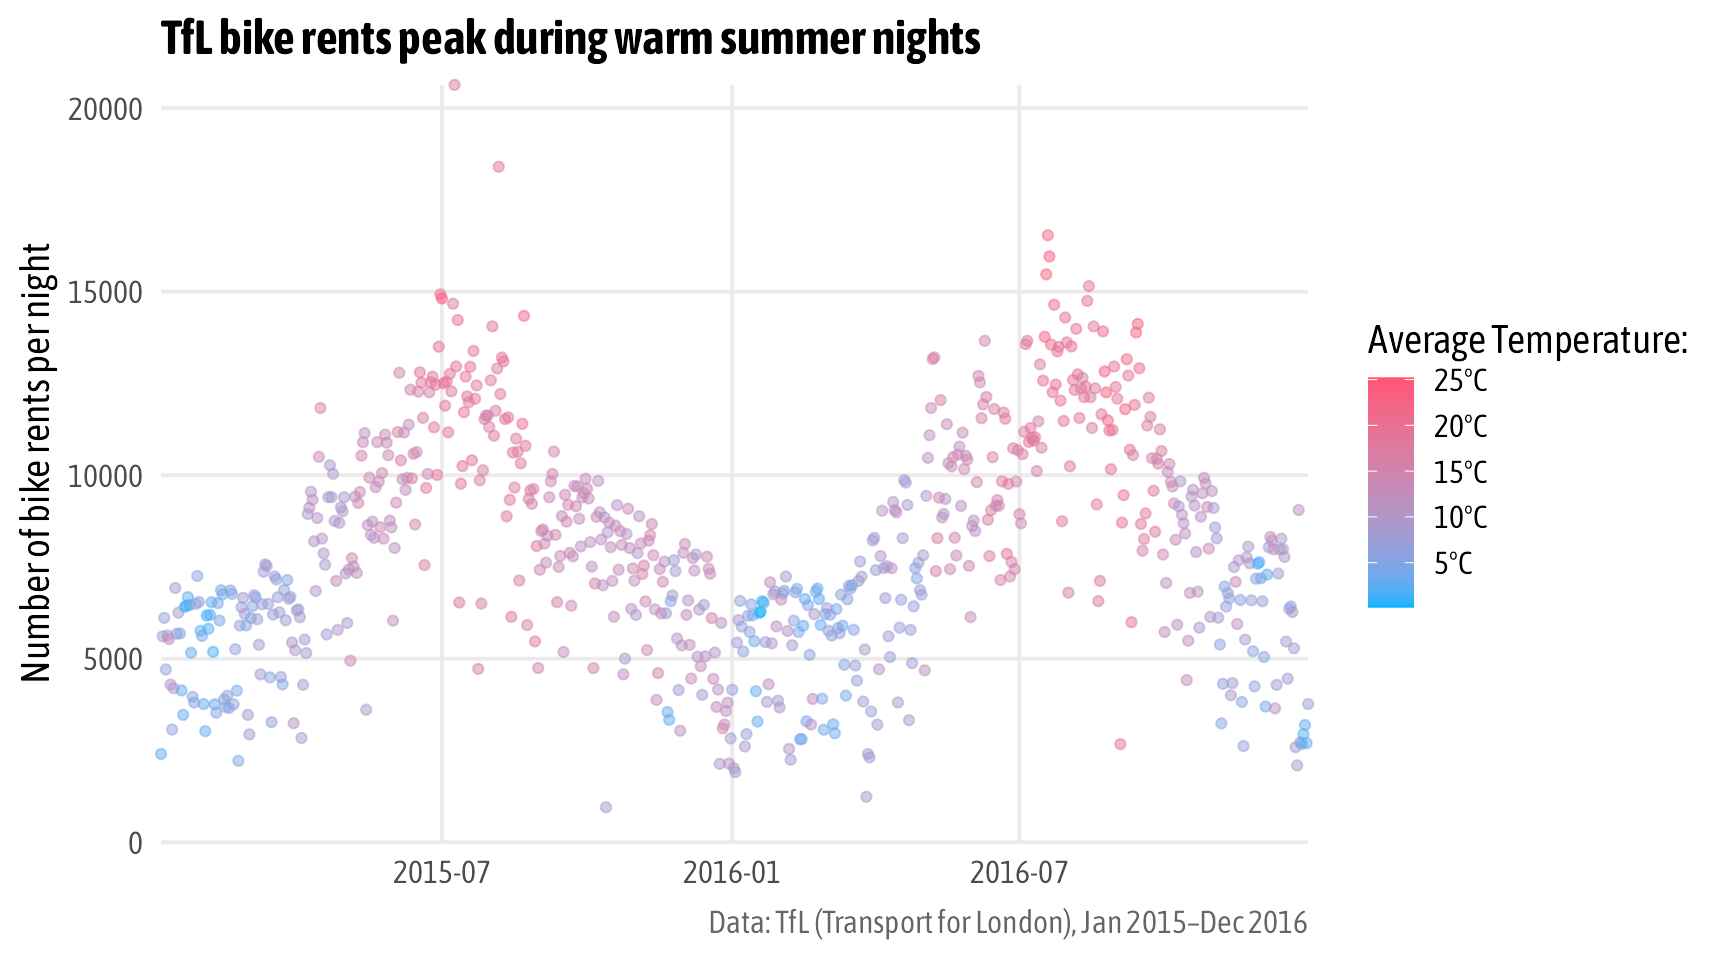 TfL bike rents peak during warm summer nights
Number of bike rents per night
20000
15000
10000
5000
0
2015-07
2016-01
2016-07
Average Temperature:
25°C
20°C
15°C
10°C
5°C
Data: TfL (Transport for London), Jan 2015–Dec 2016